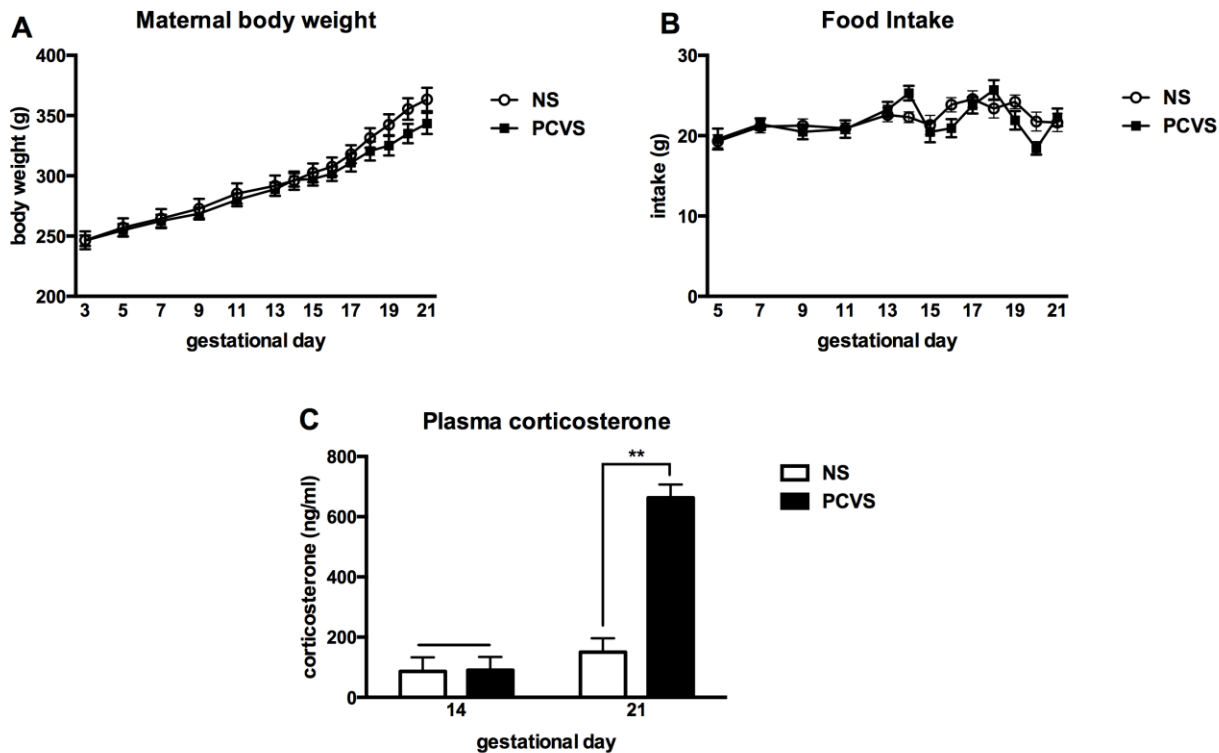 A
Maternal body weight
400
350
300
250
200
body weight (g)
3 5 7 9 11 13 15 17 19 21
gestational day
NS
PCVS
B
Food Intake
30
20
10
0
intake (g)
5 7 9 11 13 15 17 19 21
gestational day
NS
PCVS
C
Plasma corticosterone
800
600
400
200
0
corticosterone (ng/ml)
**
14 21
gestational day
NS
PCVS